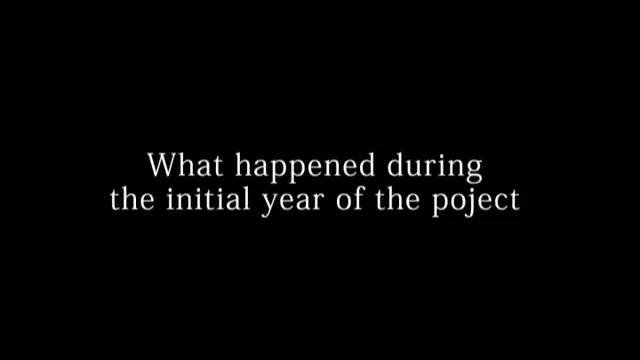 What happened during
the initial year of the poject